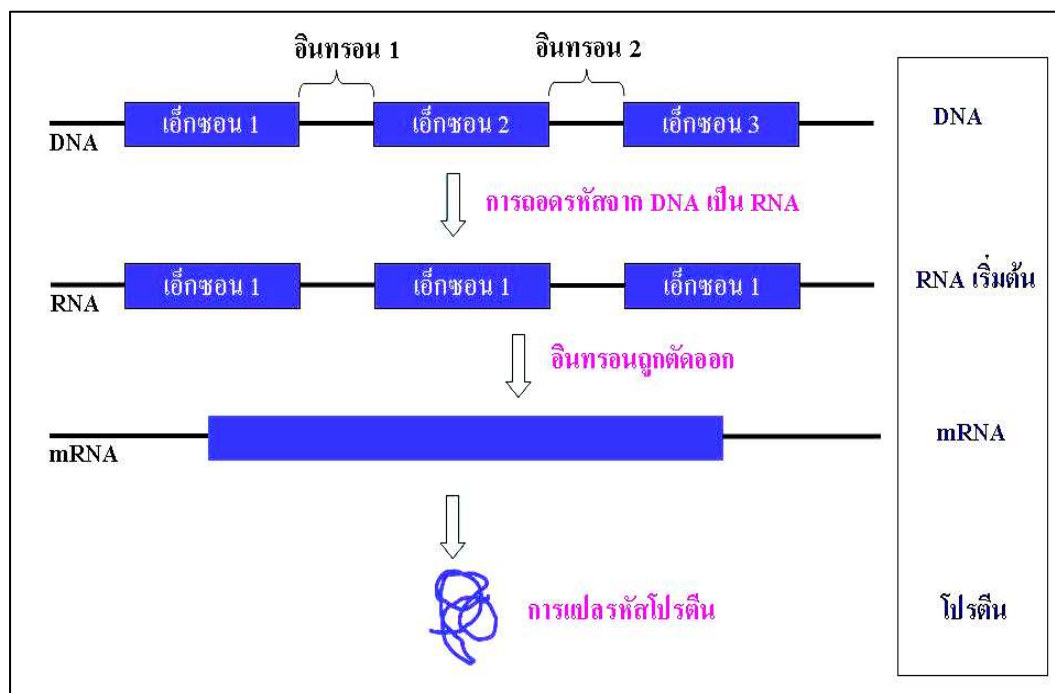 อินทรอน 1
อินทรอน 2
เอ็กซอน 1
เอ็กซอน 2
เอ็กซอน 3
DNA
DNA
การถอดรหัสจาก DNA เป็น RNA
เอ็กซอน 1
เอ็กซอน 1
เอ็กซอน 1
RNA
RNA เริ่มต้น
อินทรอนถูกตัดออก
mRNA
mRNA
การแปลรหัสโปรตีน
โปรตีน